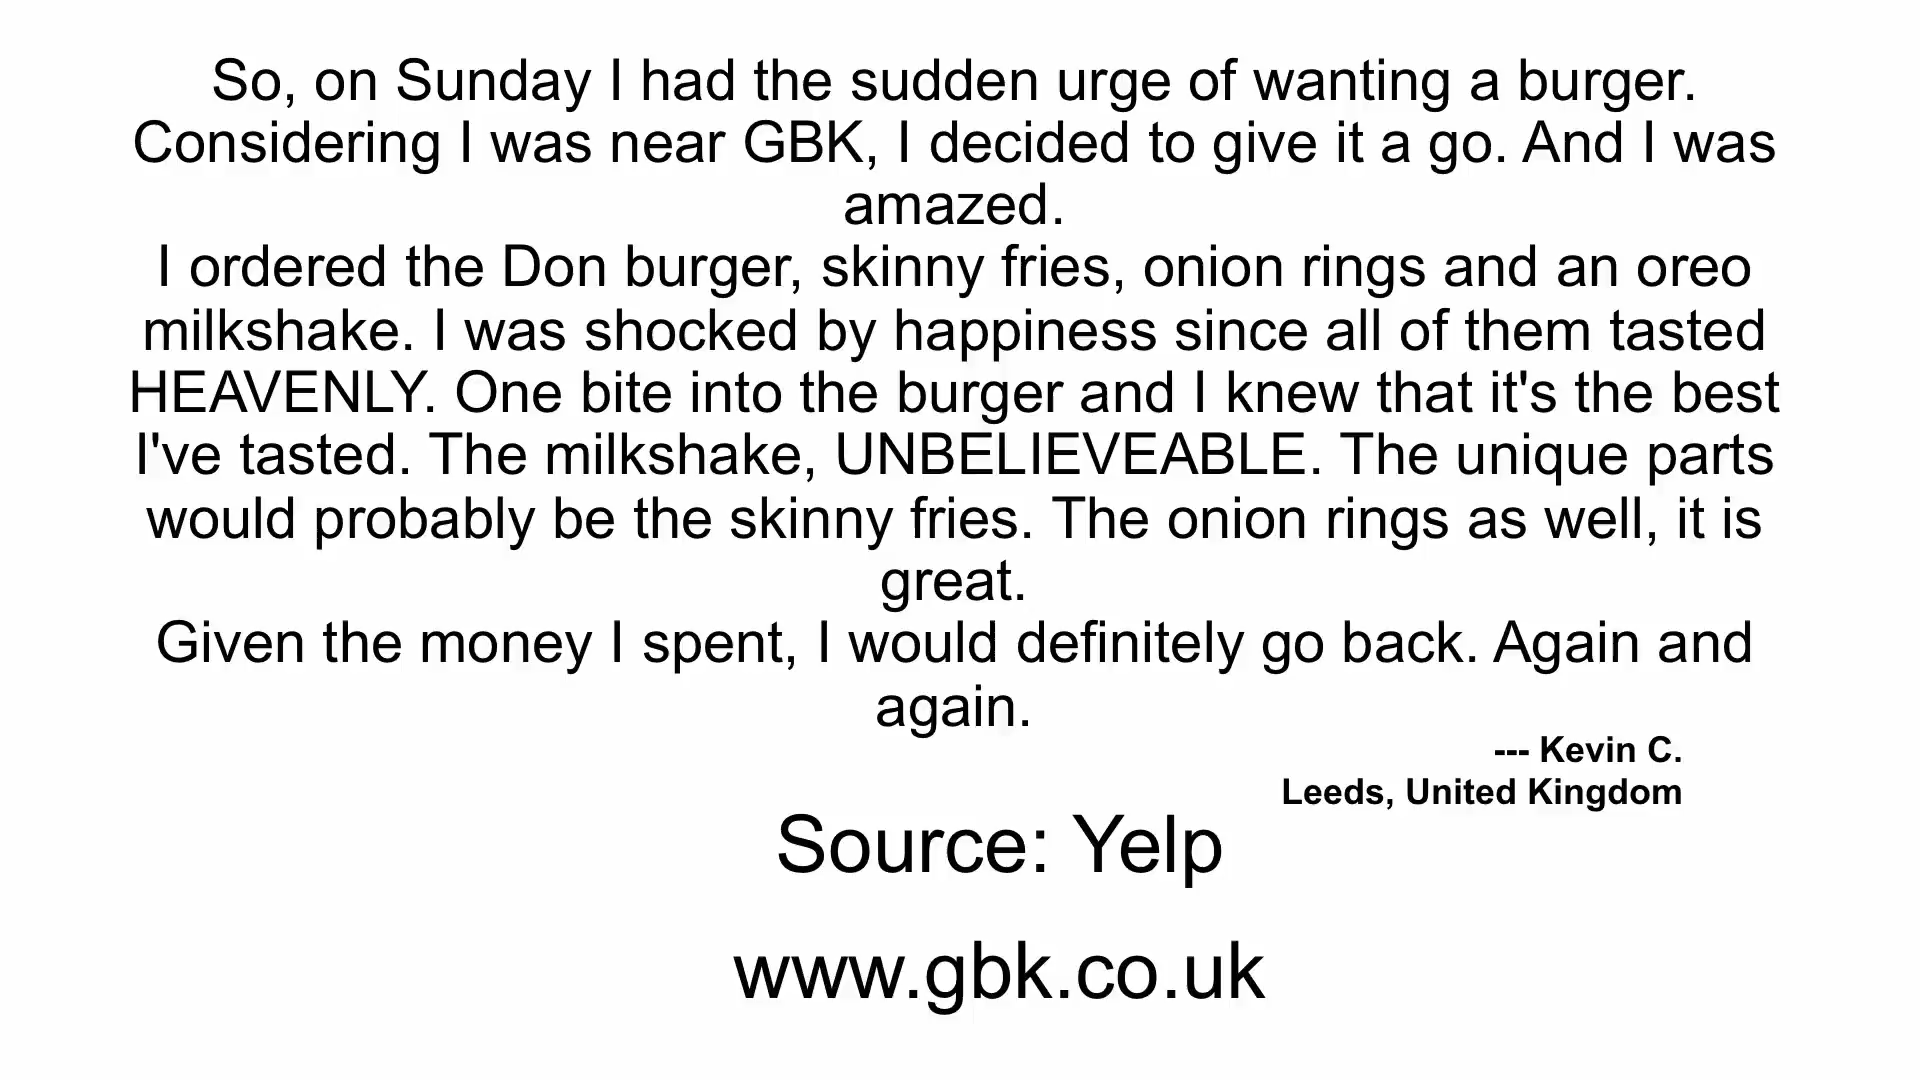 So, on Sunday I had the sudden urge of wanting a burger.
Considering I was near GBK, I decided to give it a go. And I was
amazed.
I ordered the Don burger, skinny fries, onion rings and an oreo
milkshake. I was shocked by happiness since all of them tasted
HEAVENLY. One bite into the burger and I knew that it's the best
I've tasted. The milkshake, UNBELIEVEABLE. The unique parts
would probably be the skinny fries. The onion rings as well, it is
great.
Given the money I spent, I would definitely go back. Again and
again.
--- Kevin C.
Leeds, United Kingdom
Source: Yelp
www.gbk.co.uk